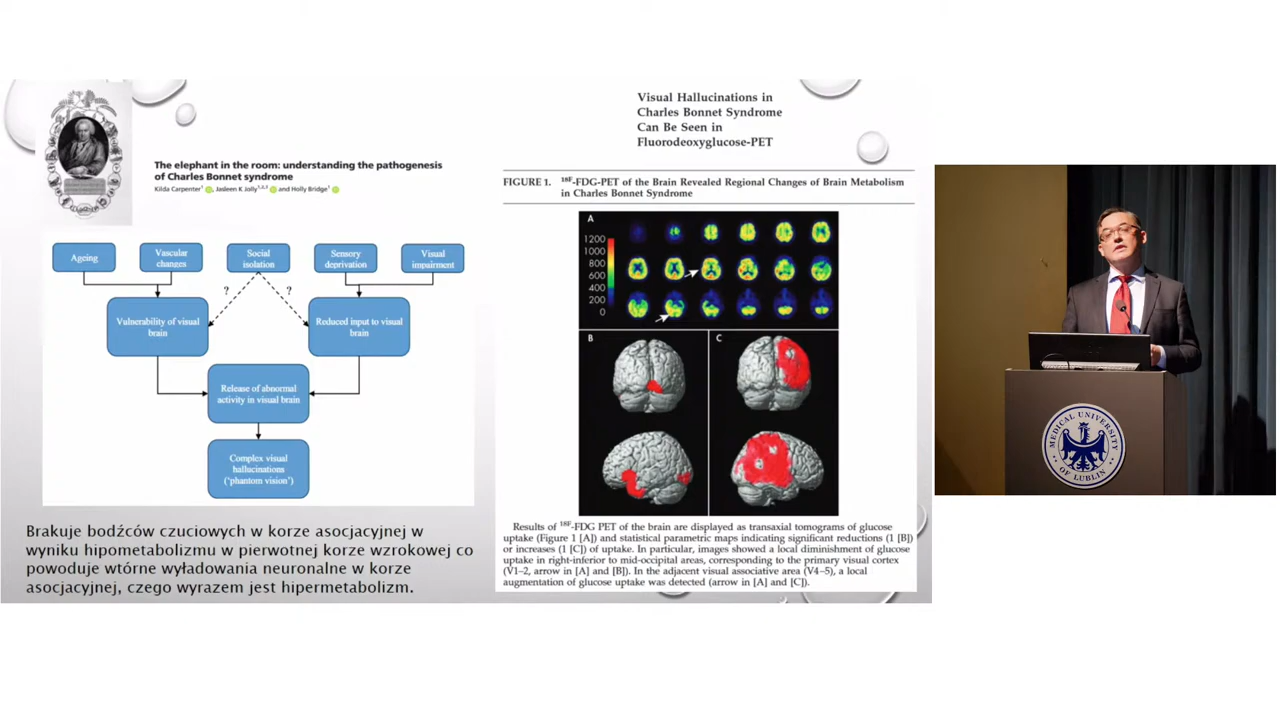 The elephant in the room: understanding the pathogenesis
of Charles Bonnet syndrome
Kilda Carpenter¹, Jasleen K Jolly¹,²,³ and Holly Bridge¹
Ageing
Vascular
changes
Social
isolation
Sensory
deprivation
Visual
impairment
?
?
Vulnerability of visual
brain
Reduced input to visual
brain
Release of abnormal
activity in visual brain
Complex visual
hallucinations
('phantom vision')
Brakuje bodźców czuciowych w korze asocjacyjnej w
wyniku hipometabolizmu w pierwotnej korze wzrokowej co
powoduje wtórne wyładowania neuronalne w korze
asocjacyjnej, czego wyrazem jest hipermetabolizm.
Visual Hallucinations in
Charles Bonnet Syndrome
Can Be Seen in
Fluorodeoxyglucose-PET
FIGURE 1. ¹⁸F-FDG-PET of the Brain Revealed Regional Changes of Brain Metabolism
in Charles Bonnet Syndrome
A
1200
1000
800
600
400
200
0
B
C
Results of ¹⁸F-FDG PET of the brain are displayed as transaxial tomograms of glucose
uptake (Figure 1 [A]) and statistical parametric maps indicating significant reductions (1 [B])
or increases (1 [C]) of uptake. In particular, images showed a local diminishment of glucose
uptake in right-inferior to mid-occipital areas, corresponding to the primary visual cortex
(V1–2, arrow in [A] and [B]). In the adjacent visual associative area (V4–5), a local
augmentation of glucose uptake was detected (arrow in [A] and [C]).
MEDICAL UNIVERSITY
OF LUBLIN